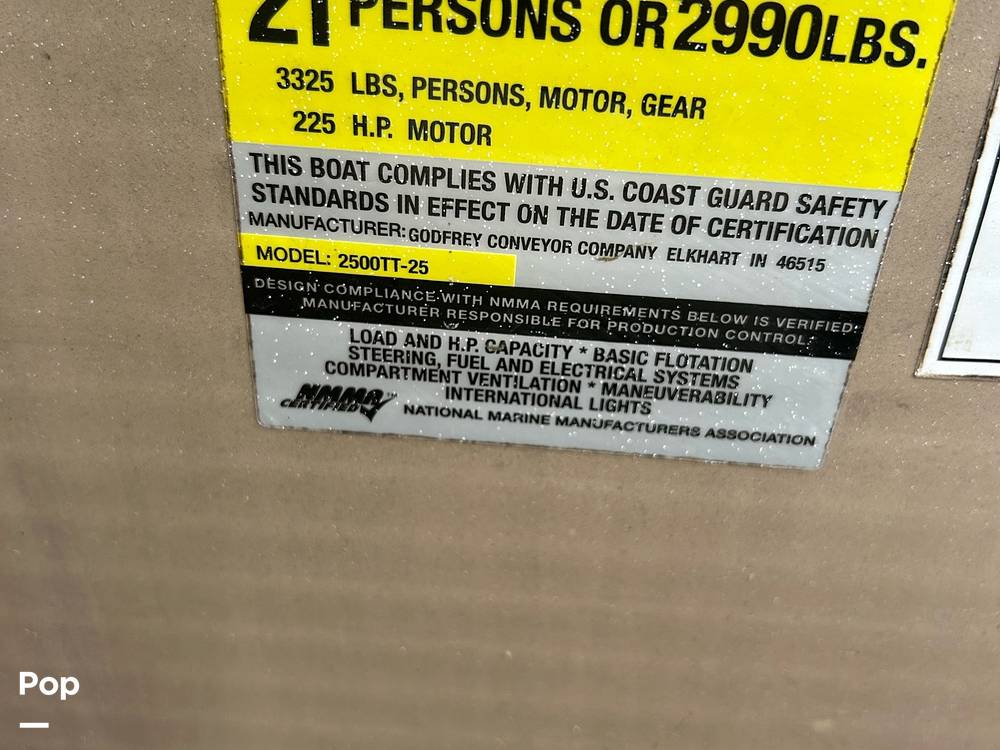 21 PERSONS OR 2990 LBS.
3325 LBS, PERSONS, MOTOR, GEAR
225 H.P. MOTOR
THIS BOAT COMPLIES WITH U.S. COAST GUARD SAFETY
STANDARDS IN EFFECT ON THE DATE OF CERTIFICATION
MANUFACTURER: GODFREY CONVEYOR COMPANY ELKHART IN 46515
MODEL: 2500TT-25
DESIGN COMPLIANCE WITH NMMA REQUIREMENTS BELOW IS VERIFIED.
MANUFACTURER RESPONSIBLE FOR PRODUCTION CONTROL.
LOAD AND H.P. CAPACITY * BASIC FLOTATION
STEERING, FUEL AND ELECTRICAL SYSTEMS
COMPARTMENT VENTILATION * MANEUVERABILITY
INTERNATIONAL LIGHTS
NMMA™
CERTIFIED
NATIONAL MARINE MANUFACTURERS ASSOCIATION
Pop